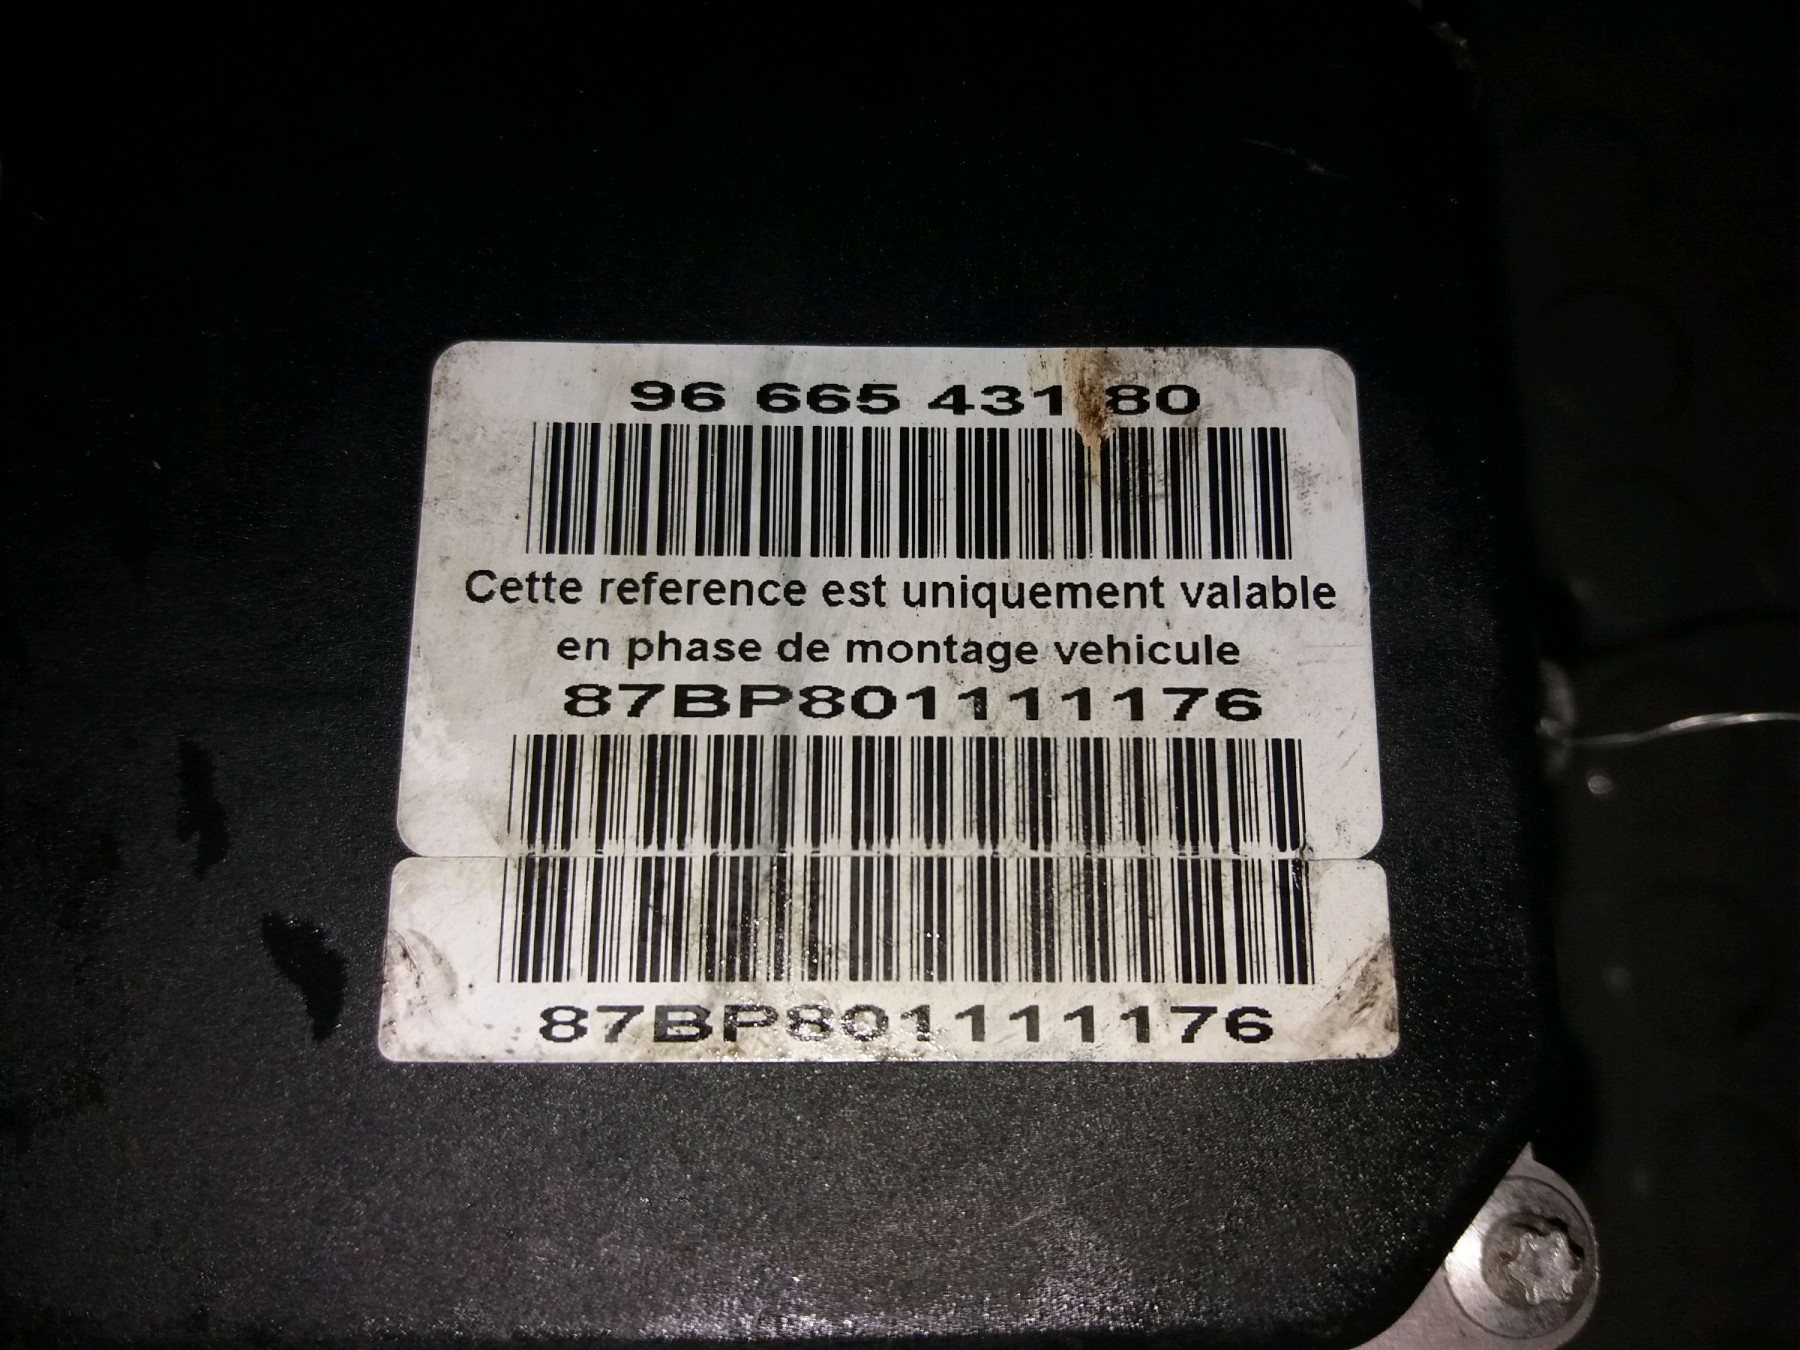 96 665 431 80
Cette reference est uniquement valable
en phase de montage vehicule
87BP801111176
87BP801111176